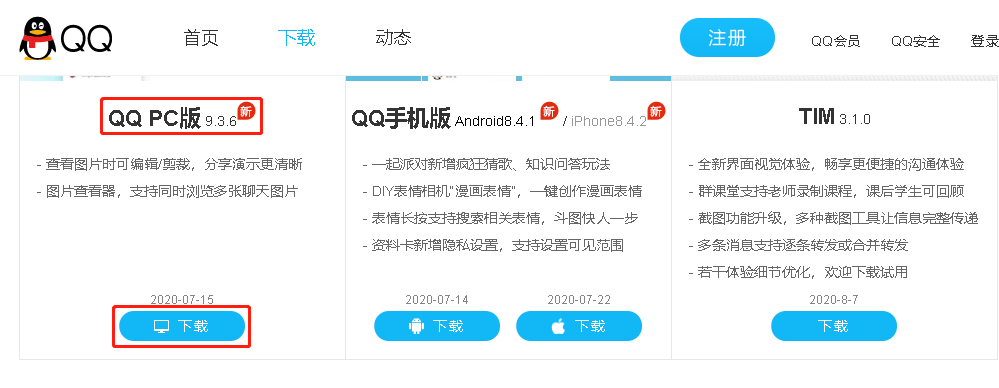 QQ 首页 下载 动态 注册 QQ会员 QQ安全 登录
QQ PC版 9.3.6 新
- 查看图片时可编辑/剪裁，分享演示更清晰
- 图片查看器，支持同时浏览多张聊天图片
2020-07-15
下载
QQ手机版 Android8.4.1 新 / iPhone8.4.2 新
- 一起派对新增疯狂猜歌、知识问答玩法
- DIY表情相机“漫画表情”，一键创作漫画表情
- 表情长按支持搜索相关表情，斗图快人一步
- 资料卡新增隐私设置，支持设置可见范围
2020-07-14 2020-07-22
下载 下载
TIM 3.1.0
- 全新界面视觉体验，畅享更便捷的沟通体验
- 群课堂支持老师录制课程，课后学生可回顾
- 截图功能升级，多种截图工具让信息完整传递
- 多条消息支持逐条转发或合并转发
- 若干体验细节优化，欢迎下载试用
2020-8-7
下载